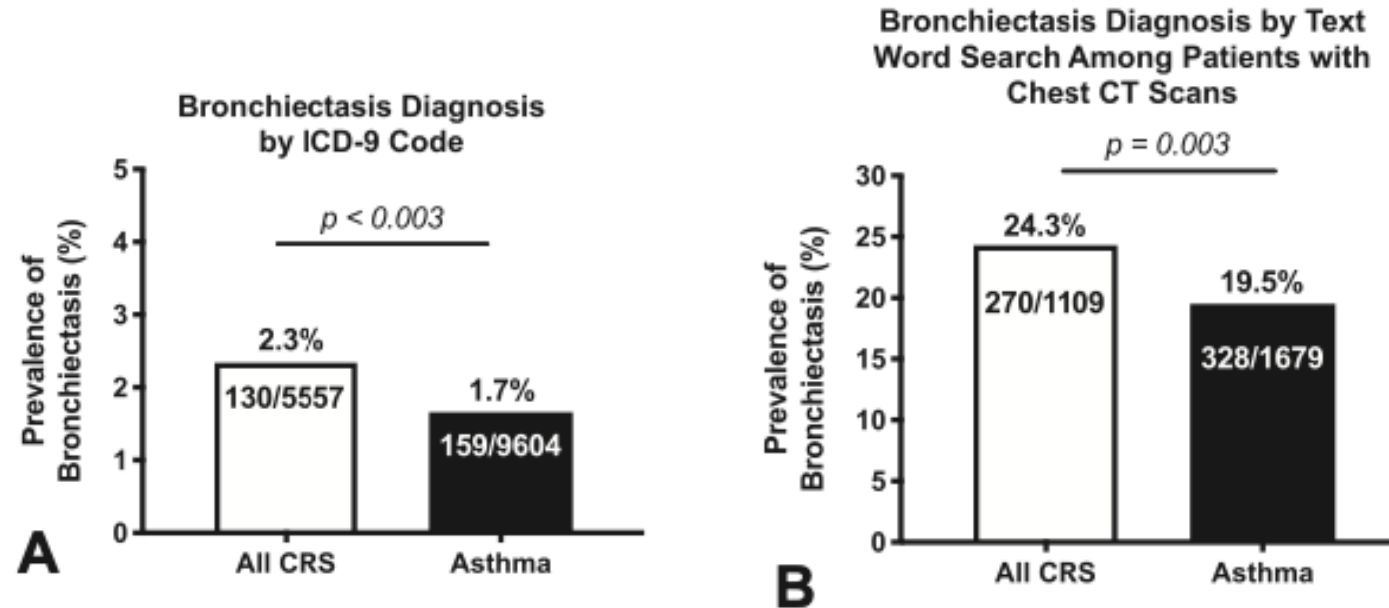 Bronchiectasis Diagnosis
by ICD-9 Code
p < 0.003
Prevalence of
Bronchiectasis (%)
5
4
3
2
1
0
2.3%
130/5557
1.7%
159/9604
All CRS
Asthma
A
Bronchiectasis Diagnosis by Text
Word Search Among Patients with
Chest CT Scans
p = 0.003
Prevalence of
Bronchiectasis (%)
30
25
20
15
10
5
0
24.3%
270/1109
19.5%
328/1679
All CRS
Asthma
B